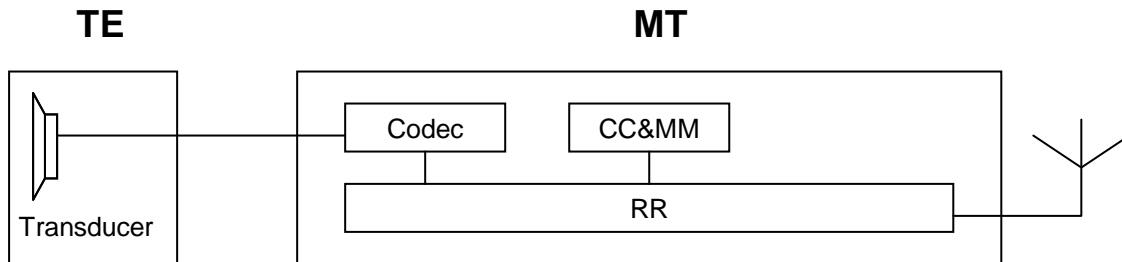 TE
MT
Codec
CC&MM
RR
Transducer